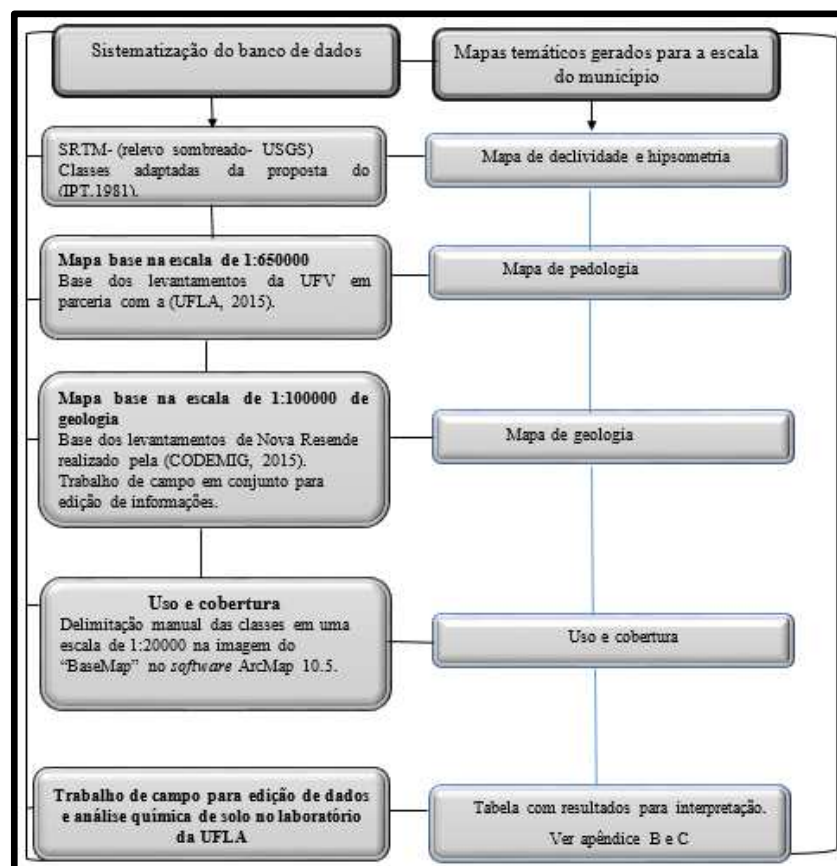 Sistematização do banco de dados
Mapas temáticos gerados para a escala
do município
SRTM- (relevo sombreado- USGS)
Classes adaptadas da proposta do
(IPT.1981).
Mapa de declividade e hipsometria
Mapa base na escala de 1:650000
Base dos levantamentos da UFV em
parceria com a (UFLA, 2015).
Mapa de pedologia
Mapa base na escala de 1:100000 de
geologia
Base dos levantamentos de Nova Resende
realizado pela (CODEMIG, 2015).
Trabalho de campo em conjunto para
edição de informações.
Mapa de geologia
Uso e cobertura
Delimitação manual das classes em uma
escala de 1:20000 na imagem do
“BaseMap” no software ArcMap 10.5.
Uso e cobertura
Trabalho de campo para edição de dados
e análise química de solo no laboratório
da UFLA
Tabela com resultados para interpretação.
Ver apêndice B e C